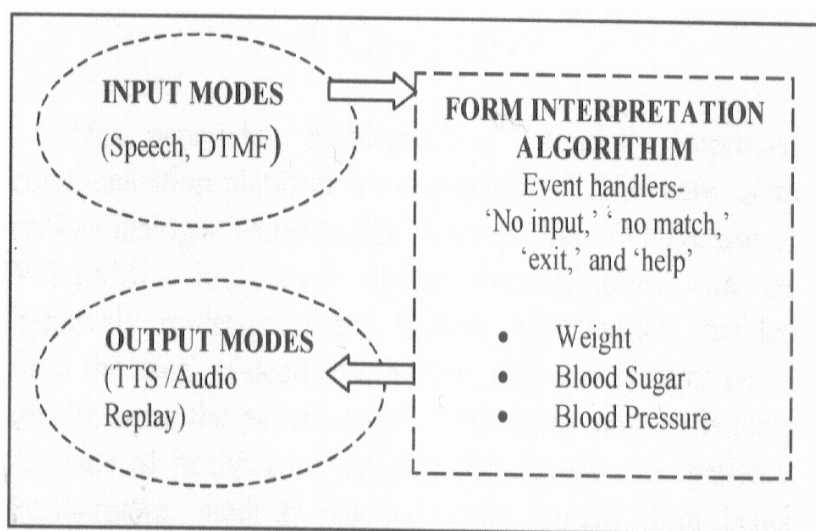 INPUT MODES
(Speech, DTMF)
FORM INTERPRETATION
ALGORITHIM
Event handlers-
‘No input,’ ‘ no match,’
‘exit,’ and ‘help’
• Weight
• Blood Sugar
• Blood Pressure
OUTPUT MODES
(TTS /Audio
Replay)